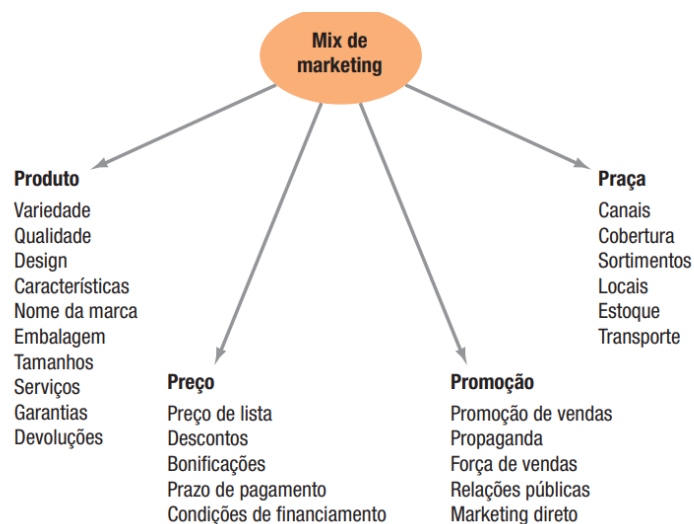 Mix de
marketing
Produto
Variedade
Qualidade
Design
Características
Nome da marca
Embalagem
Tamanhos
Serviços
Garantias
Devoluções
Preço
Preço de lista
Descontos
Bonificações
Prazo de pagamento
Condições de financiamento
Promoção
Promoção de vendas
Propaganda
Força de vendas
Relações públicas
Marketing direto
Praça
Canais
Cobertura
Sortimentos
Locais
Estoque
Transporte